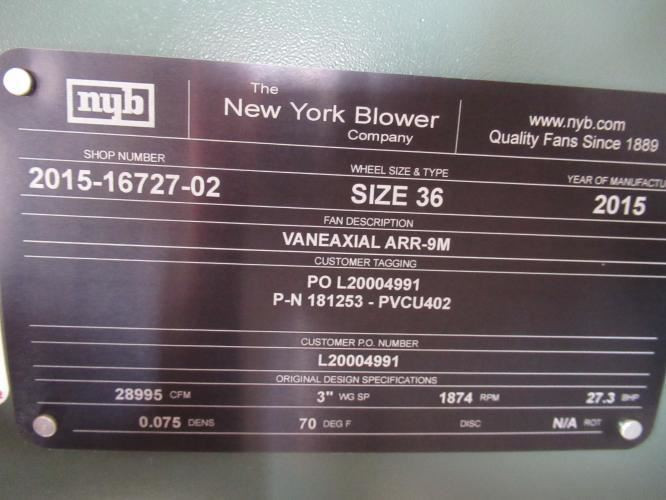 nyb
The
New York Blower
Company
www.nyb.com
Quality Fans Since 1889
SHOP NUMBER
2015-16727-02
WHEEL SIZE & TYPE
SIZE 36
YEAR OF MANUFACTU
2015
FAN DESCRIPTION
VANEAXIAL ARR-9M
CUSTOMER TAGGING
PO L20004991
P-N 181253 - PVCU402
CUSTOMER P.O. NUMBER
L20004991
ORIGINAL DESIGN SPECIFICATIONS
28995 CFM 3" WG SP 1874 RPM 27.3 BHP
0.075 DENS 70 DEG F DISC N/A ROT